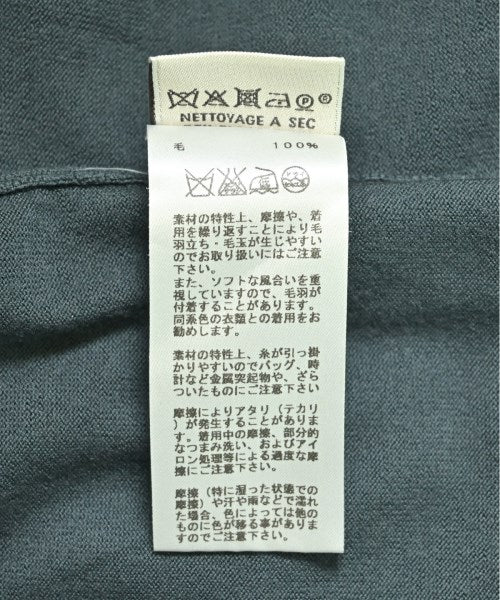 NETTOYAGE A SEC
毛 100%
素材の特性上、摩擦や、着
用を繰り返すことにより毛
羽立ち・毛玉が生じやすい
のでお取り扱いにはご注意
下さい。
また、ソフトな風合いを重
視していますので、毛羽が
付着することがあります。
同系色の衣類との着用をお
勧めします。
素材の特性上、糸が引っ掛
かりやすいのでバッグ、時
計など金属突起物や、ざら
ついたものにご注意下さい
摩擦によりアタリ（テカリ
）が発生することがありま
す。着用中の摩擦、部分的
なつまみ洗い、およびアイ
ロン処理等による過度な摩
擦にご注意下さい。
摩擦（特に湿った状態での
摩擦）や汗や雨などで濡れ
た場合、色によっては他の
ものに色が移る事がありま
すのでご注意下さい。